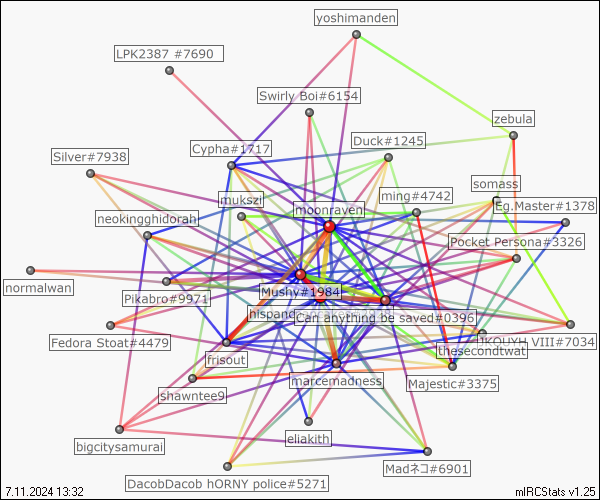 yoshimanden
LPK2387 #7690
Swirly Boi#6154
zebula
Duck#1245
Cypha#1717
Silver#7938
somass
ming#4742
mukszi
Eg.Master#1378
moonraven
neokingghidorah
Pocket Persona#3326
normalwan
Mushy#1984
Pikabro#9971
Can anything be saved#0396
VIII#7034
Fedora Stoat#4479
thesecondtwat
frisout
marcemadness
Majestic#3375
shawntee9
eliakith
bigcitysamurai
Madネコ#6901
DacobDacob hORNY police#5271
7.11.2024 13:32
mIRCStats v1.25